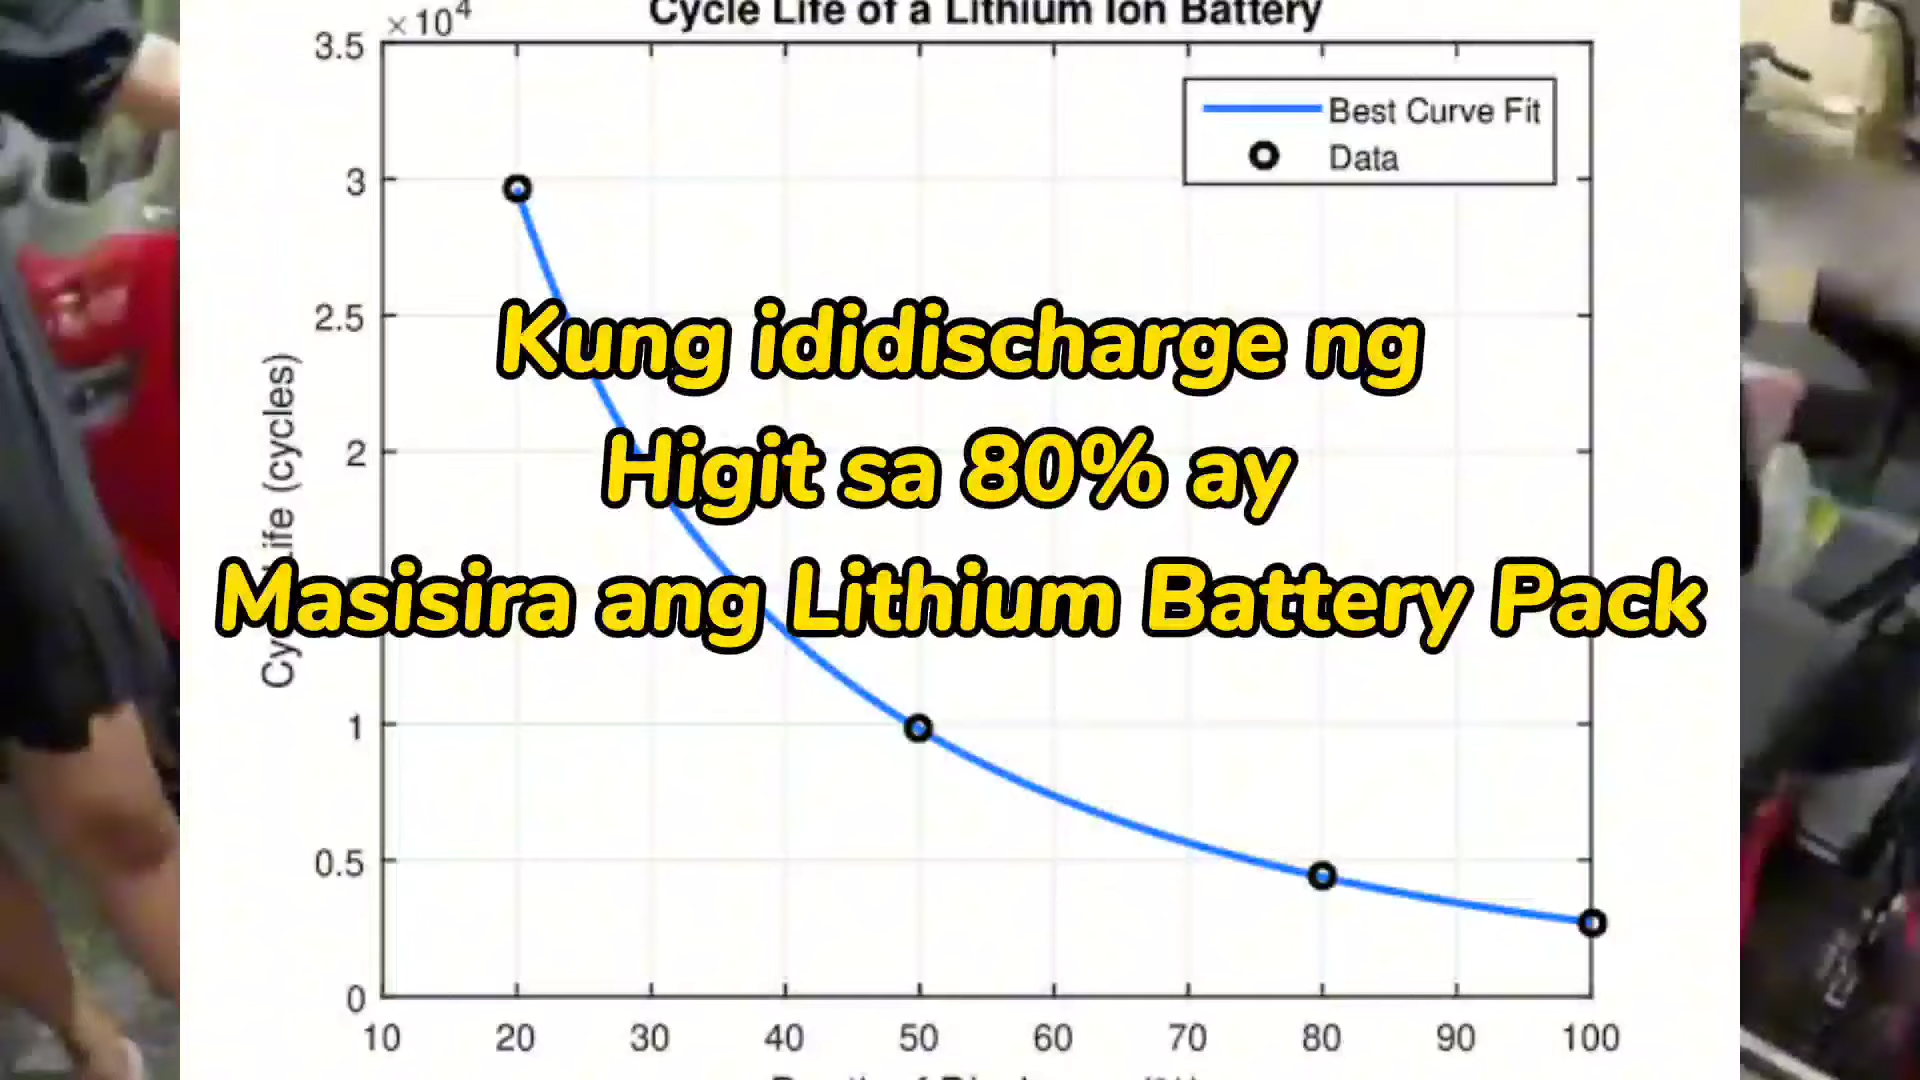 ×10⁴
Cycle Life of a Lithium Ion Battery
3.5
Best Curve Fit
Data
3
2.5
Kung ididischarge ng
Higit sa 80% ay
Masisira ang Lithium Battery Pack
2
Life (cycles)
1
0.5
0
10 20 30 40 50 60 70 80 90 100